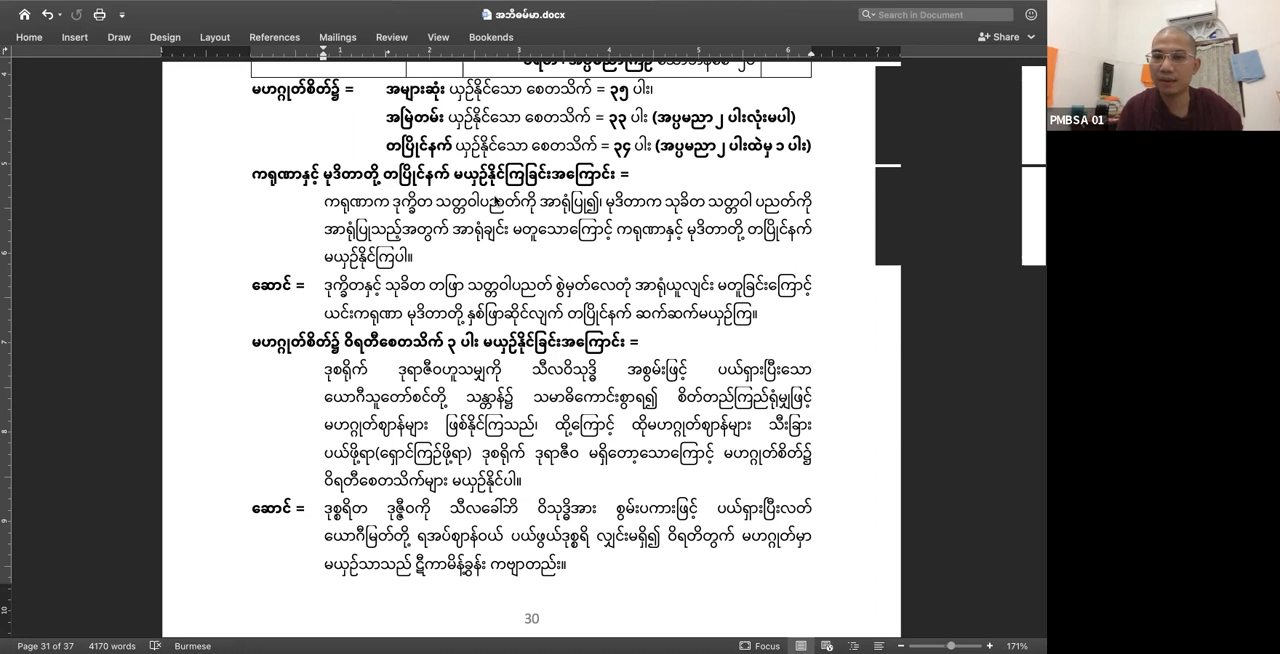 အဘိဓမ်မာ.docx
Search in Document
Home Insert Draw Design Layout References Mailings Review View Bookends Share
မဟဂ္ဂုတ်စိတ်၌ = အများဆုံး ယှဉ်နိုင်သော စေတသိက် = ၃၅ ပါး၊
အမြဲတမ်း ယှဉ်နိုင်သော စေတသိက် = ၃၃ ပါး (အပ္ပမညာ ၂ ပါးလုံးမပါ)
တပြိုင်နက် ယှဉ်နိုင်သော စေတသိက် = ၃၄ ပါး (အပ္ပမညာ ၂ ပါးထဲမှ ၁ ပါး)
ကရုဏာနှင့် မုဒိတာတို့ တပြိုင်နက် မယှဉ်နိုင်ကြခြင်းအကြောင်း =
ကရုဏာက ဒုက္ခိတ သတ္တဝါပညတ်ကို အာရုံပြု၍၊ မုဒိတာက သုခိတ သတ္တဝါ ပညတ်ကို
အာရုံပြုသည့်အတွက် အာရုံချင်း မတူသောကြောင့် ကရုဏာနှင့် မုဒိတာတို့ တပြိုင်နက်
မယှဉ်နိုင်ကြပါ။
ဆောင် = ဒုက္ခိတနှင့် သုခိတ တဖြာ သတ္တဝါပညတ် စွဲမှတ်လေတုံ အာရုံယူလျင်း မတူခြင်းကြောင့်
ယင်းကရုဏာ မုဒိတာတို့ နှစ်ဖြာဆိုင်လျက် တပြိုင်နက် ဆက်ဆက်မယှဉ်ကြ။
မဟဂ္ဂုတ်စိတ်၌ ဝိရတီစေတသိက် ၃ ပါး မယှဉ်နိုင်ခြင်းအကြောင်း =
ဒုစရိုက် ဒုရာဇီဝဟူသမျှကို သီလဝိသုဒ္ဓိ အစွမ်းဖြင့် ပယ်ရှားပြီးသော
ယောဂီသူတော်စင်တို့ သန္တာန်၌ သမာဓိကောင်းစွာရ၍ စိတ်တည်ကြည်ရုံမျှဖြင့်
မဟဂ္ဂုတ်ဈာန်များ ဖြစ်နိုင်ကြသည်၊ ထို့ကြောင့် ထိုမဟဂ္ဂုတ်ဈာန်များ သီးခြား
ပယ်ဖို့ရာ(ရှောင်ကြဉ်ဖို့ရာ) ဒုစရိုက် ဒုရာဇီဝ မရှိတော့သောကြောင့် မဟဂ္ဂုတ်စိတ်၌
ဝိရတီစေတသိက်များ မယှဉ်နိုင်ပါ။
ဆောင် = ဒုစ္စရိတ ဒုဇ္ဇီဝကို သီလခေါ်ဘိ ဝိသုဒ္ဓိအား စွမ်းပကားဖြင့် ပယ်ရှားပြီးလတ်
ယောဂီမြတ်တို့ ရအပ်ဈာန်ဝယ် ပယ်ဖွယ်ဒုစ္စရိ လျှင်းမရှိ၍ ဝိရတိတွက် မဟဂ္ဂုတ်မှာ
မယှဉ်သာသည် ဋီကာမိန့်ခွန်း ကဗျာတည်း။
30
Page 31 of 37 4170 words Burmese Focus 171%
PMBSA 01